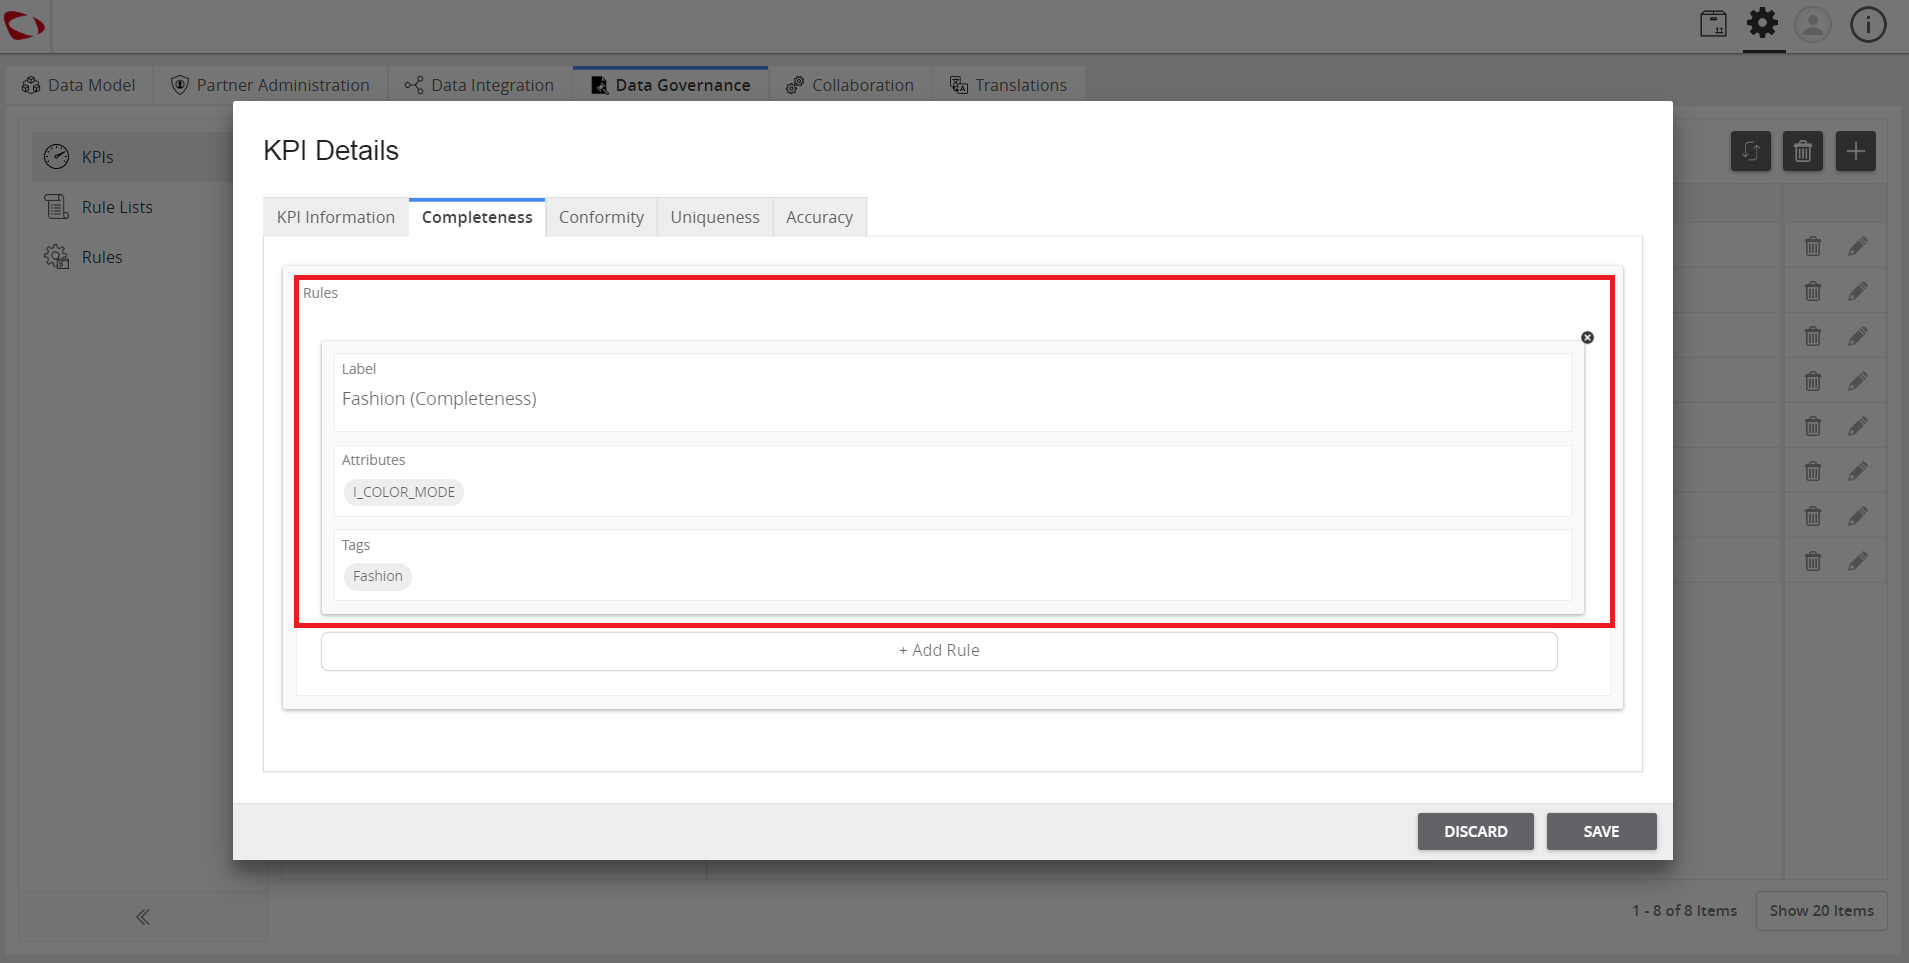 Data Model
Partner Administration
Data Integration
Data Governance
Collaboration
Translations
KPIs
Rule Lists
Rules
KPI Details
KPI Information
Completeness
Conformity
Uniqueness
Accuracy
Rules
Label
Fashion (Completeness)
Attributes
I_COLOR_MODE
Tags
Fashion
+ Add Rule
DISCARD
SAVE
1 - 8 of 8 Items
Show 20 Items